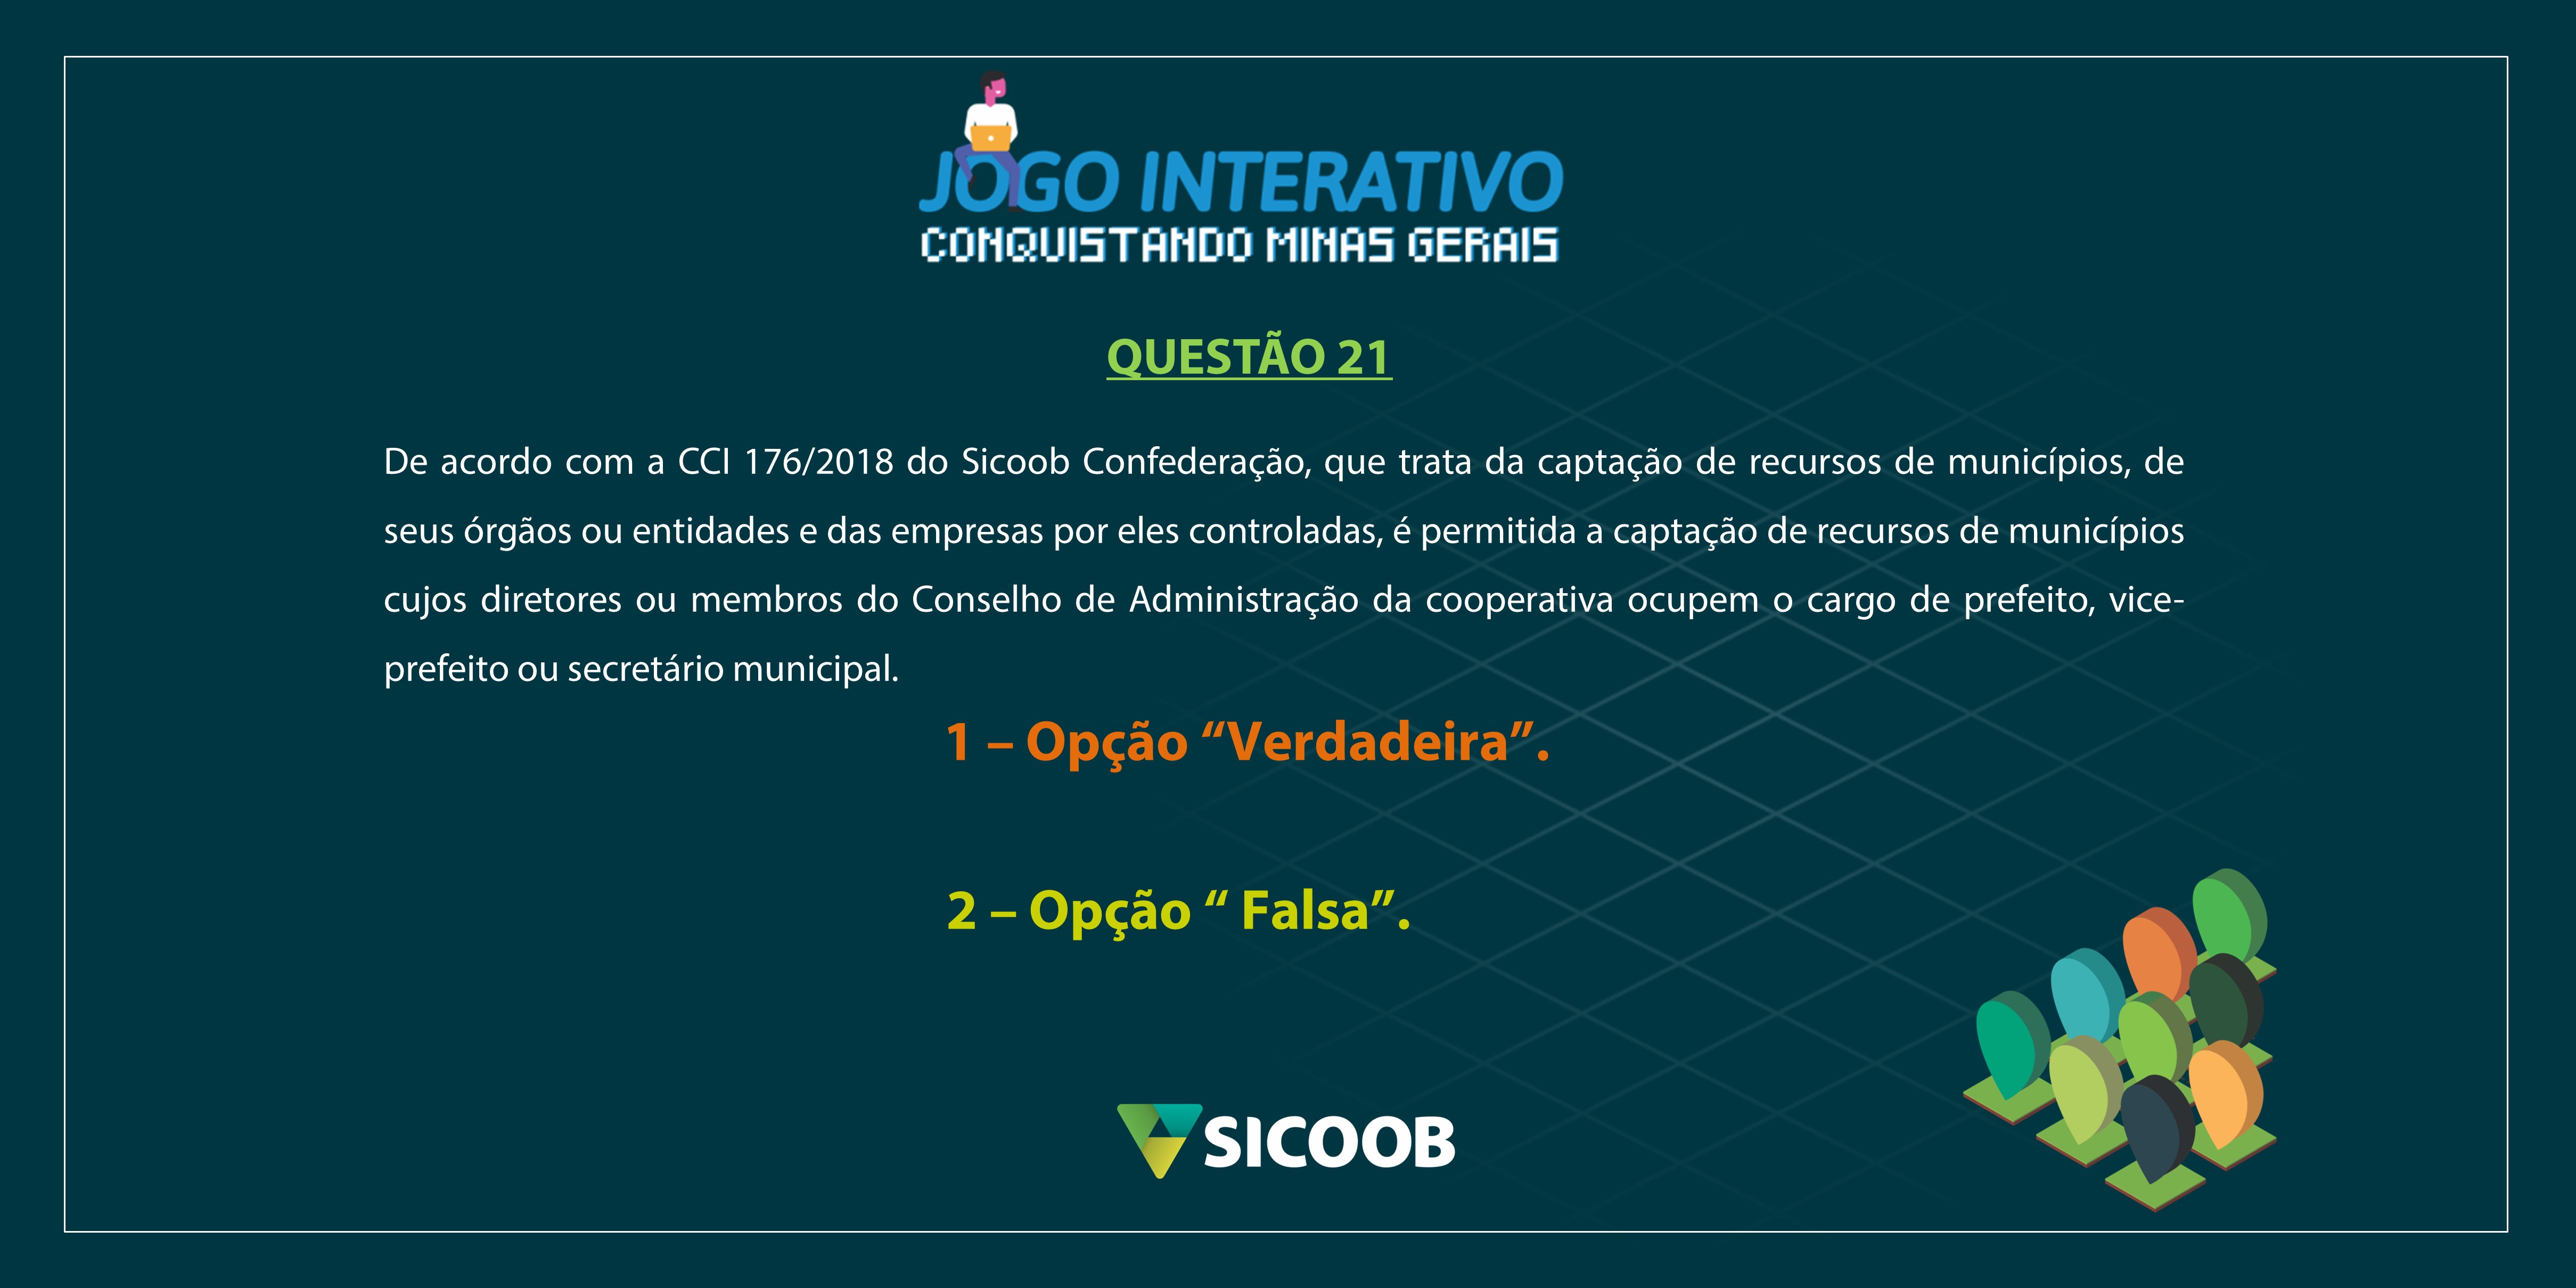 JOGO INTERATIVO
CONQUISTANDO MINAS GERAIS
QUESTÃO 21
De acordo com a CCI 176/2018 do Sicoob Confederação, que trata da captação de recursos de municípios, de
seus órgãos ou entidades e das empresas por eles controladas, é permitida a captação de recursos de municípios
cujos diretores ou membros do Conselho de Administração da cooperativa ocupem o cargo de prefeito, vice-
prefeito ou secretário municipal.
1 – Opção “Verdadeira”.
2 – Opção “ Falsa”.
SICOOB